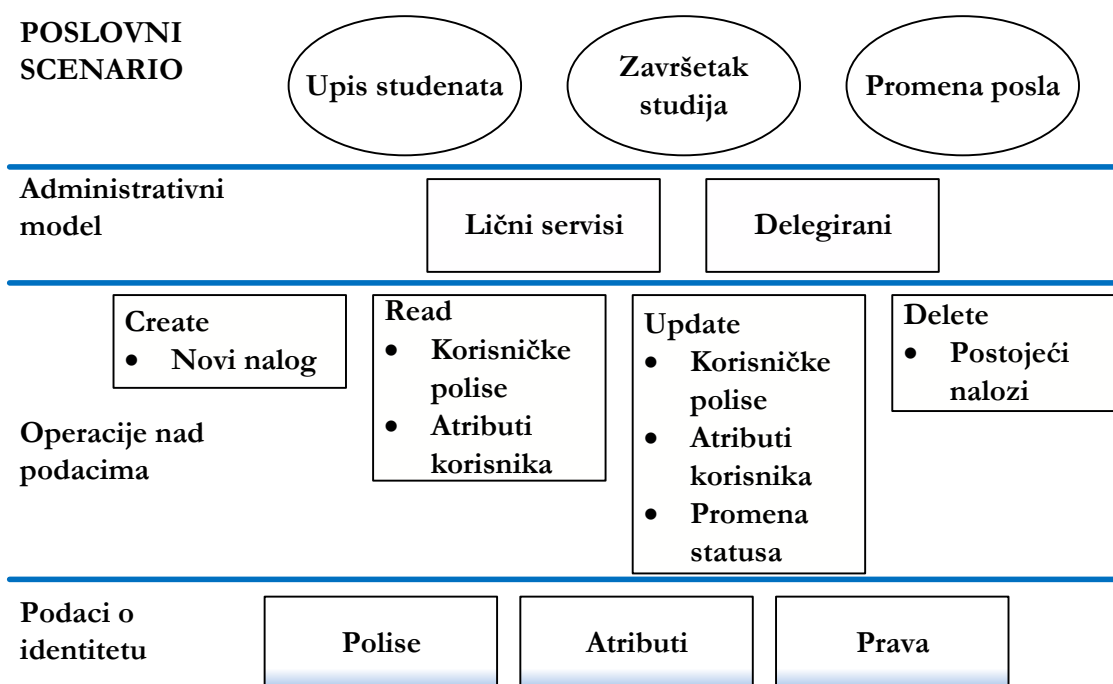 POSLOVNI
SCENARIO
Upis studenata
Završetak
studija
Promena posla
Administrativni
model
Lični servisi
Delegirani
Operacije nad
podacima
Create
• Novi nalog
Read
• Korisničke
polise
• Atributi
korisnika
Update
• Korisničke
polise
• Atributi
korisnika
• Promena
statusa
Delete
• Postojeći
nalozi
Podaci o
identitetu
Polise
Atributi
Prava